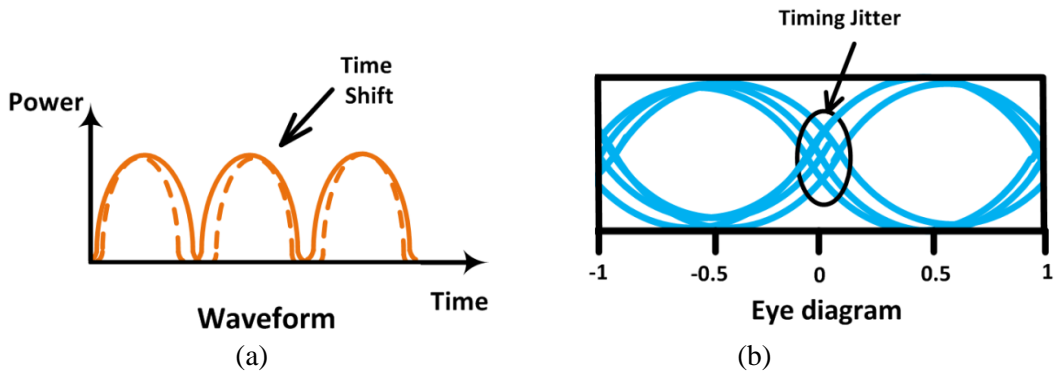 Power
Time
Shift
Time
Waveform
(a)
Timing Jitter
-1
-0.5
0
0.5
1
Eye diagram
(b)